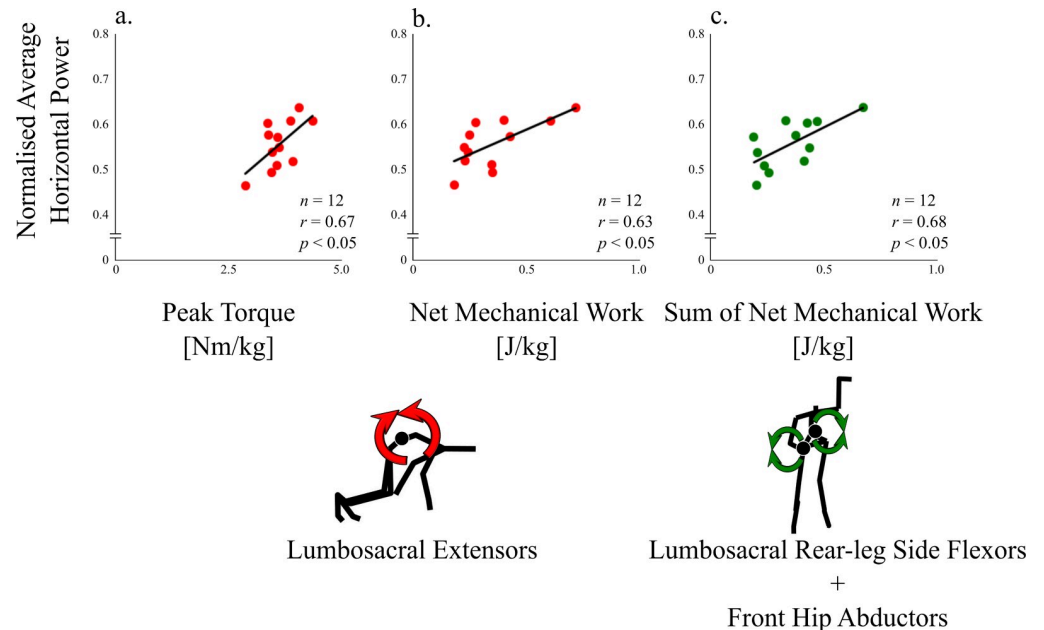 Normalised Average
Horizontal Power
a.
0.8
0.7
0.6
0.5
0.4
0
0
2.5
5.0
n = 12
r = 0.67
p < 0.05
Peak Torque
[Nm/kg]
b.
0.8
0.7
0.6
0.5
0.4
0
0
0.5
1.0
n = 12
r = 0.63
p < 0.05
Net Mechanical Work
[J/kg]
c.
0.8
0.7
0.6
0.5
0.4
0
0
0.5
1.0
n = 12
r = 0.68
p < 0.05
Sum of Net Mechanical Work
[J/kg]
Lumbosacral Extensors
Lumbosacral Rear-leg Side Flexors
+
Front Hip Abductors